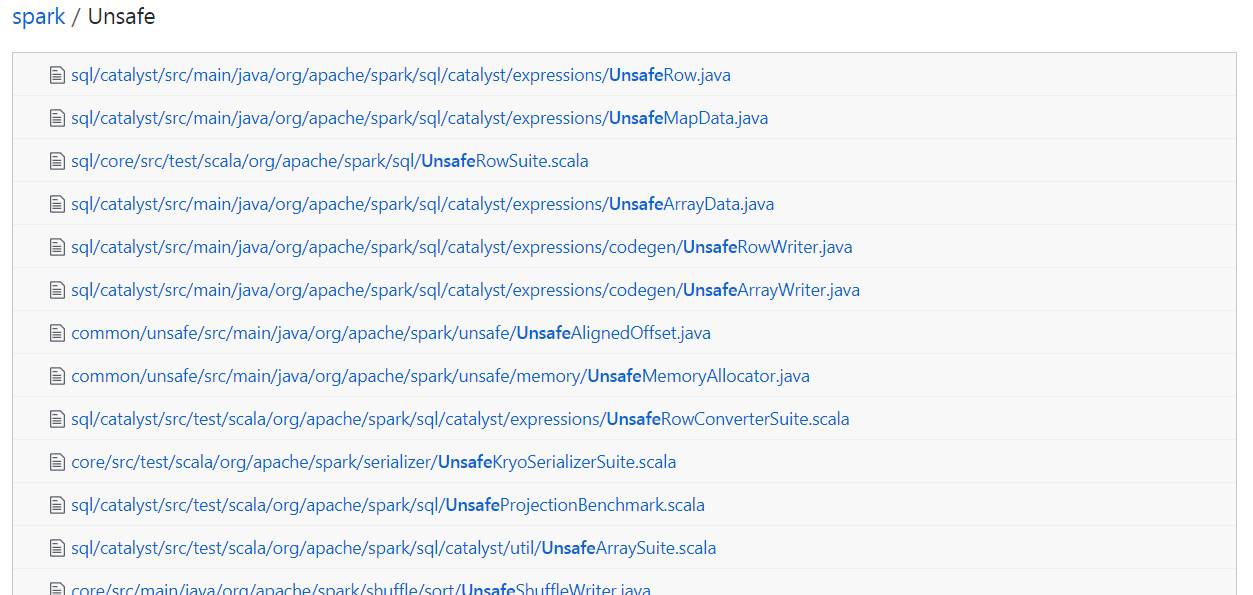 spark / Unsafe
sql/catalyst/src/main/java/org/apache/spark/sql/catalyst/expressions/UnsafeRow.java
sql/catalyst/src/main/java/org/apache/spark/sql/catalyst/expressions/UnsafeMapData.java
sql/core/src/test/scala/org/apache/spark/sql/UnsafeRowSuite.scala
sql/catalyst/src/main/java/org/apache/spark/sql/catalyst/expressions/UnsafeArrayData.java
sql/catalyst/src/main/java/org/apache/spark/sql/catalyst/expressions/codegen/UnsafeRowWriter.java
sql/catalyst/src/main/java/org/apache/spark/sql/catalyst/expressions/codegen/UnsafeArrayWriter.java
common/unsafe/src/main/java/org/apache/spark/unsafe/UnsafeAlignedOffset.java
common/unsafe/src/main/java/org/apache/spark/unsafe/memory/UnsafeMemoryAllocator.java
sql/catalyst/src/test/scala/org/apache/spark/sql/catalyst/expressions/UnsafeRowConverterSuite.scala
core/src/test/scala/org/apache/spark/serializer/UnsafeKryoSerializerSuite.scala
sql/catalyst/src/test/scala/org/apache/spark/sql/UnsafeProjectionBenchmark.scala
sql/catalyst/src/test/scala/org/apache/spark/sql/catalyst/util/UnsafeArraySuite.scala
core/src/main/java/org/apache/spark/shuffle/sort/UnsafeShuffleWriter.java